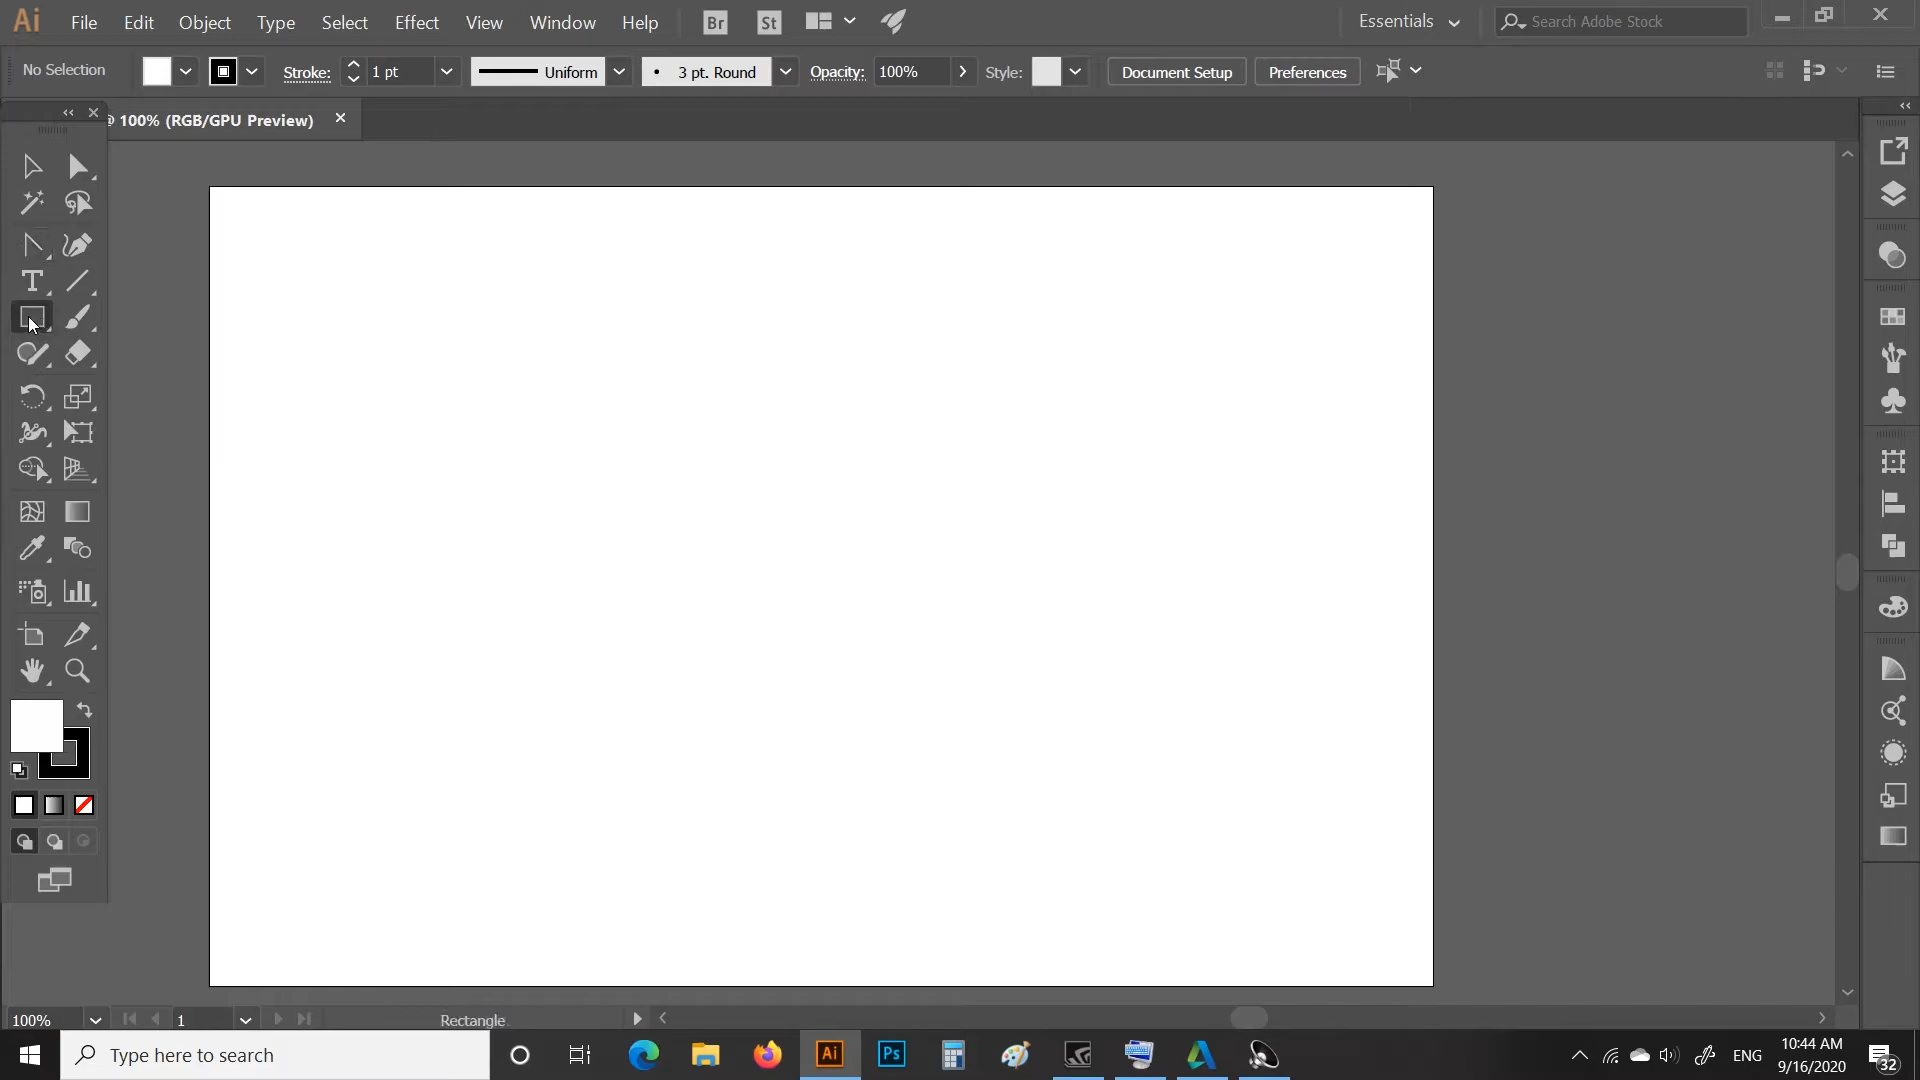 Ai File Edit Object Type Select Effect View Window Help Br St Essentials Search Adobe Stock
No Selection Stroke: 1 pt Uniform 3 pt. Round Opacity: 100% Style: Document Setup Preferences
100% (RGB/GPU Preview)
T
100% 1 Rectangle
Type here to search Ai Ps ENG 10:44 AM
9/16/2020 32